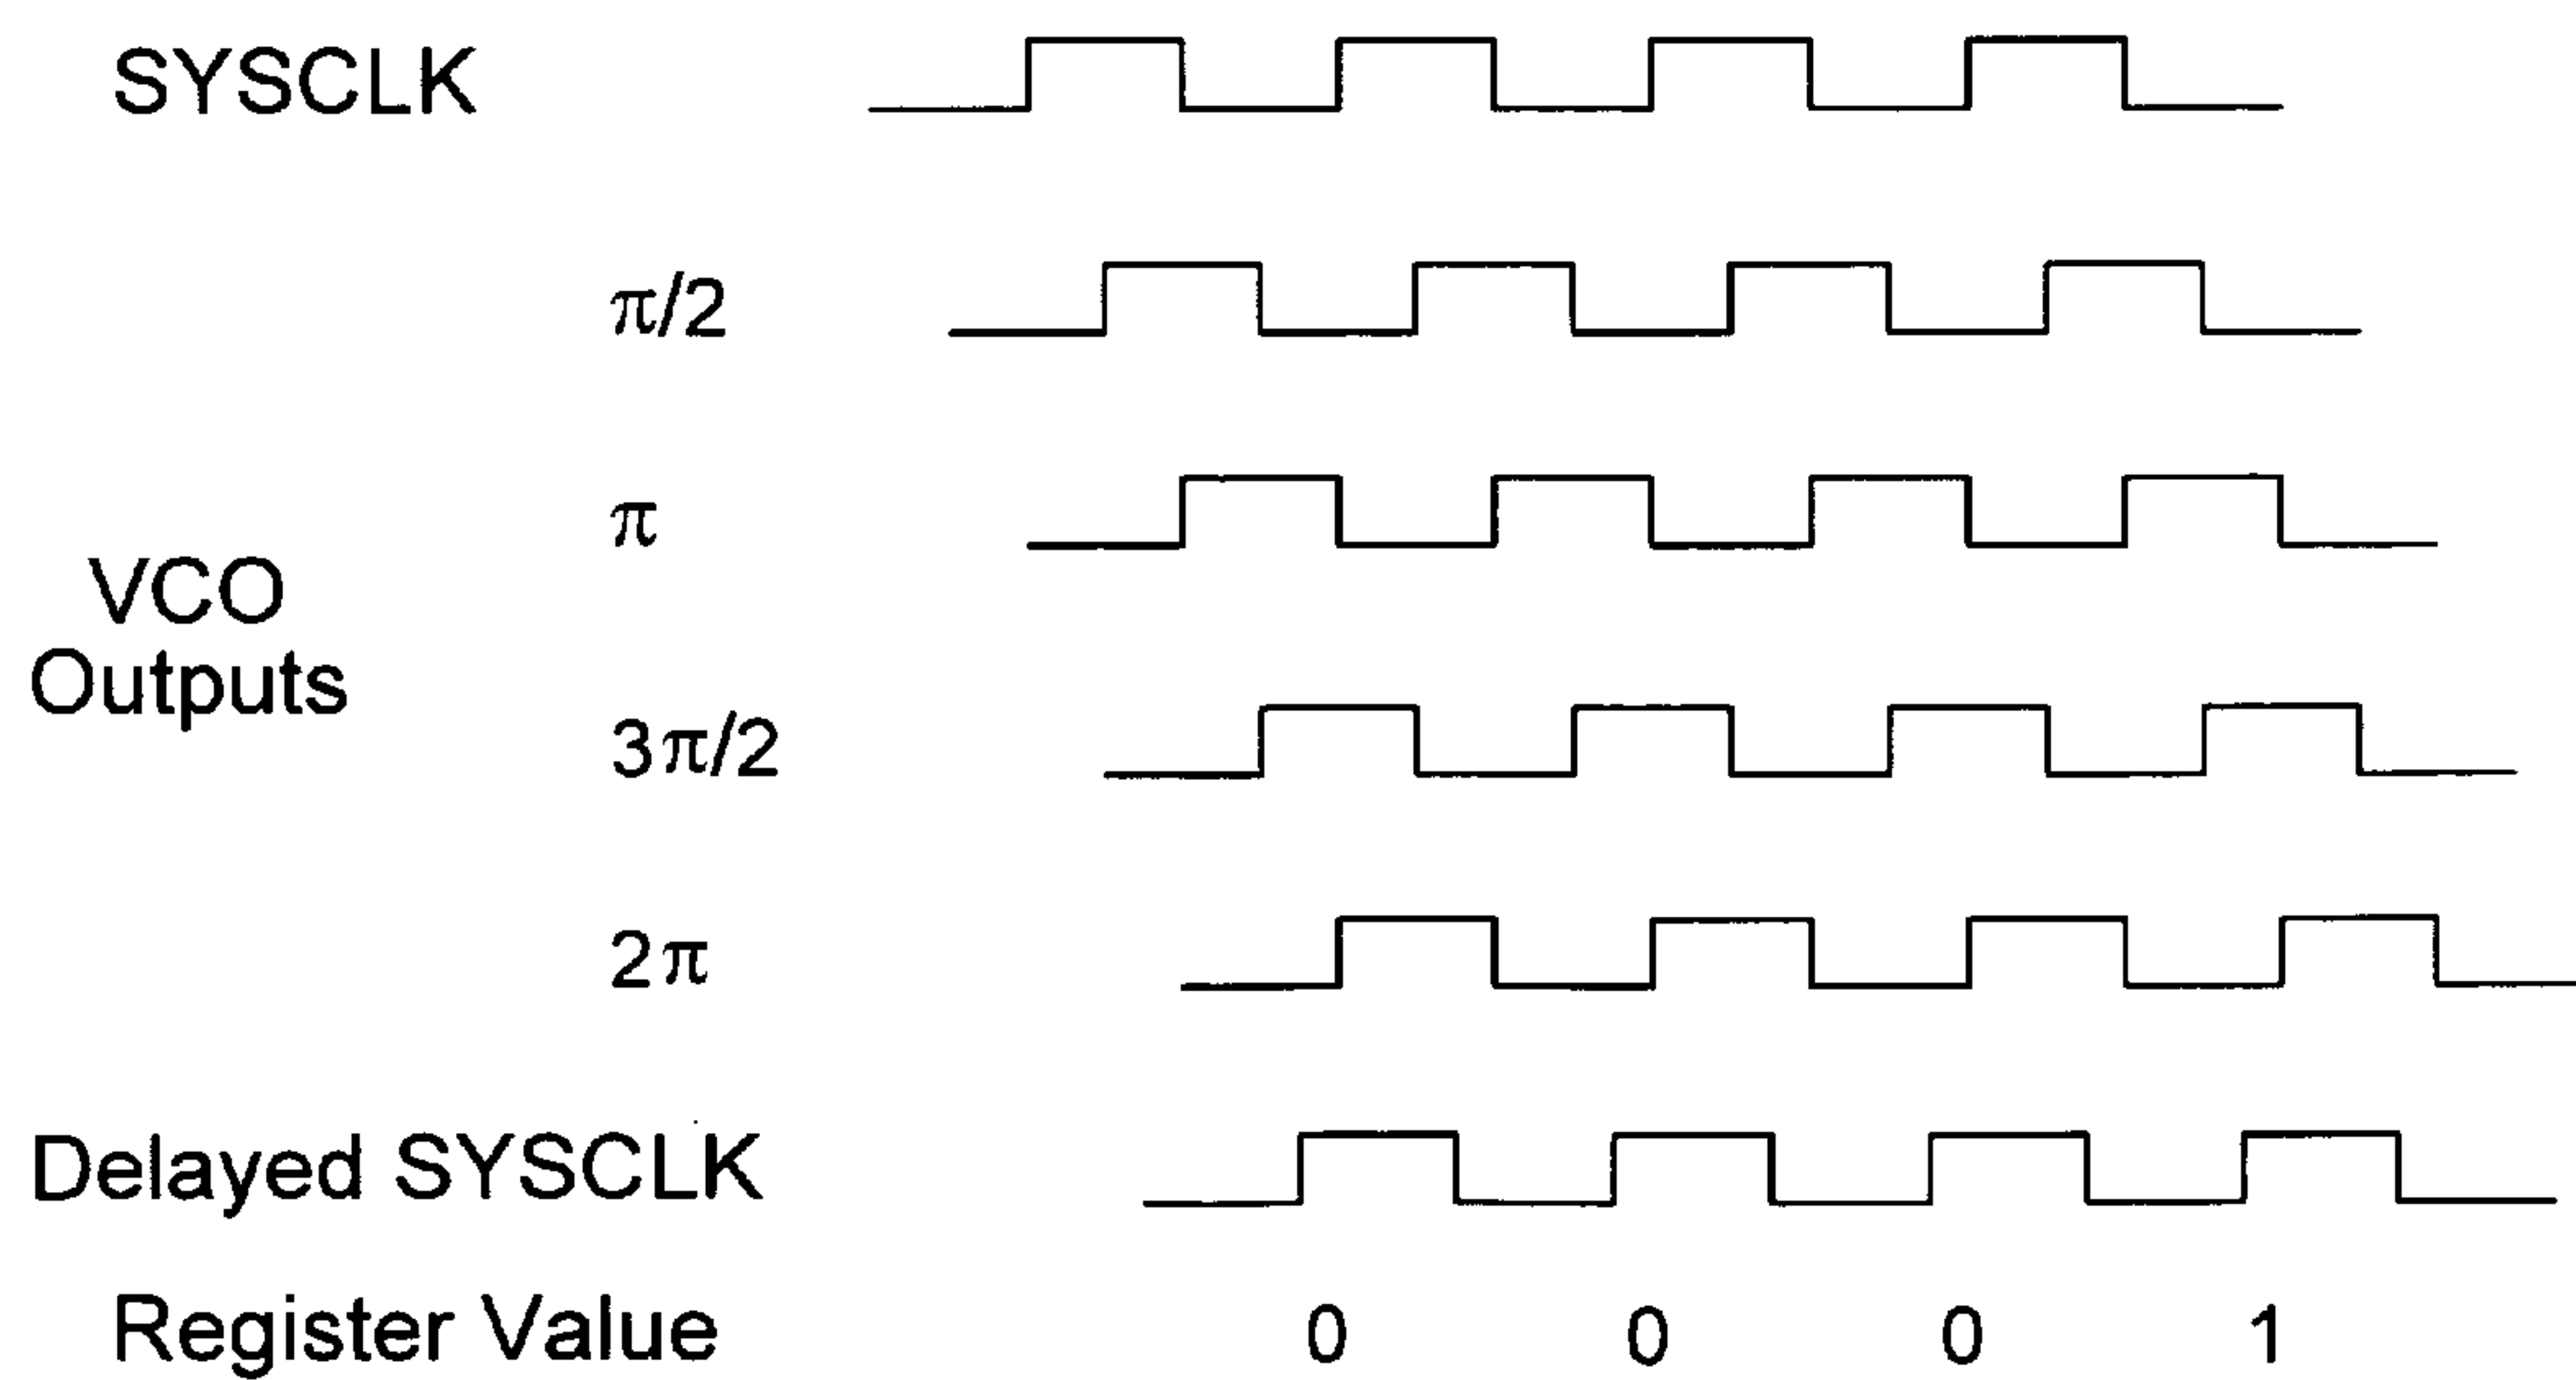 SYSCLK
π/2
π
VCO
Outputs
3π/2
2π
Delayed SYSCLK
Register Value 0 0 0 1